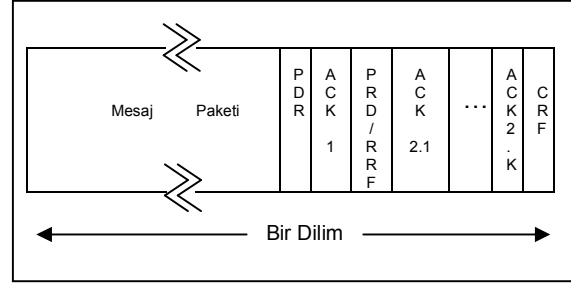 Mesaj Paketi
PDR
ACK 1
PRD/RRF
ACK 2.1
...
ACK2.K
CRF
Bir Dilim